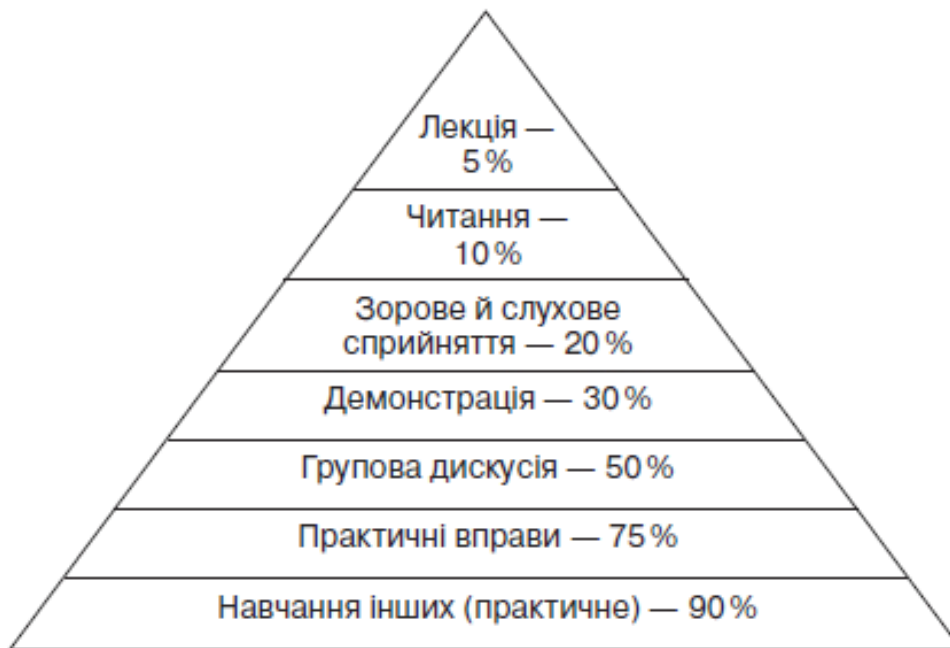 Лекція —
5 %
Читання —
10 %
Зорове й слухове
сприйняття — 20 %
Демонстрація — 30 %
Групова дискусія — 50 %
Практичні вправи — 75 %
Навчання інших (практичне) — 90 %